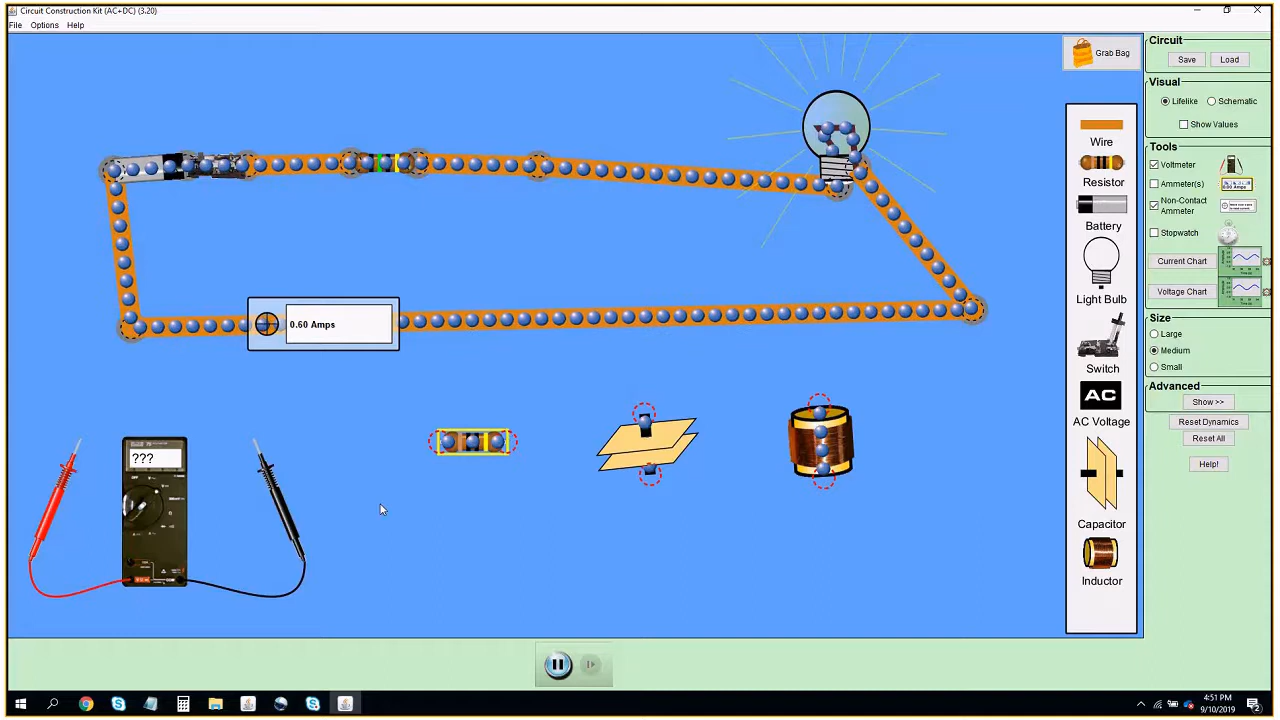 Circuit Construction Kit (AC+DC) (3.20)
File Options Help
Grab Bag
Wire
Resistor
Battery
Light Bulb
Switch
AC
AC Voltage
Capacitor
Inductor
0.60 Amps
???
Circuit
Save Load
Visual
Lifelike Schematic
Show Values
Tools
Voltmeter
Ammeter(s)
Non-Contact
Ammeter
Stopwatch
Current Chart
Voltage Chart
Size
Large
Medium
Small
Advanced
Show >>
Reset Dynamics
Reset All
Help!
4:51 PM
9/10/2019